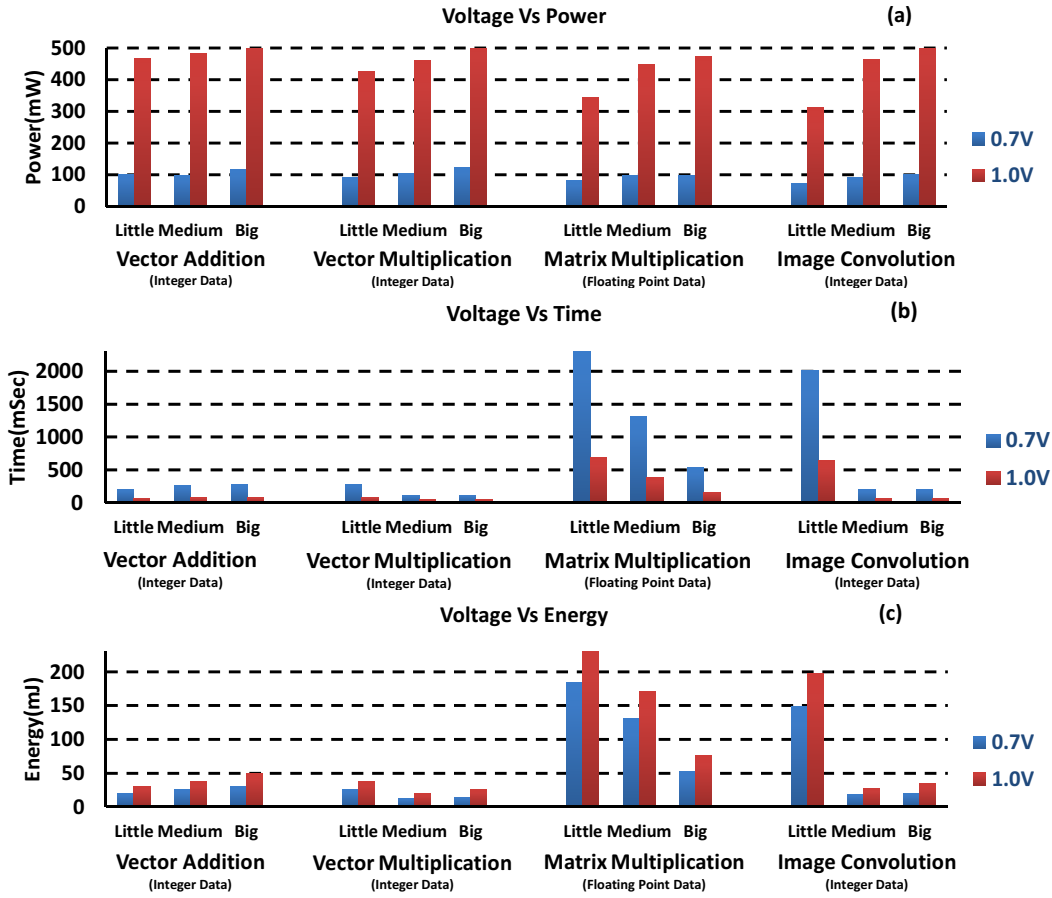 Voltage Vs Power
(a)
Power(mW)
500
400
300
200
100
0
Little Medium Big
Little Medium Big
Little Medium Big
Little Medium Big
Vector Addition
(Integer Data)
Vector Multiplication
(Integer Data)
Matrix Multiplication
(Floating Point Data)
Image Convolution
(Integer Data)
0.7V
1.0V
Voltage Vs Time
(b)
Time(mSec)
2000
1500
1000
500
0
Little Medium Big
Little Medium Big
Little Medium Big
Little Medium Big
Vector Addition
(Integer Data)
Vector Multiplication
(Integer Data)
Matrix Multiplication
(Floating Point Data)
Image Convolution
(Integer Data)
0.7V
1.0V
Voltage Vs Energy
(c)
Energy(mJ)
200
150
100
50
0
Little Medium Big
Little Medium Big
Little Medium Big
Little Medium Big
Vector Addition
(Integer Data)
Vector Multiplication
(Integer Data)
Matrix Multiplication
(Floating Point Data)
Image Convolution
(Integer Data)
0.7V
1.0V